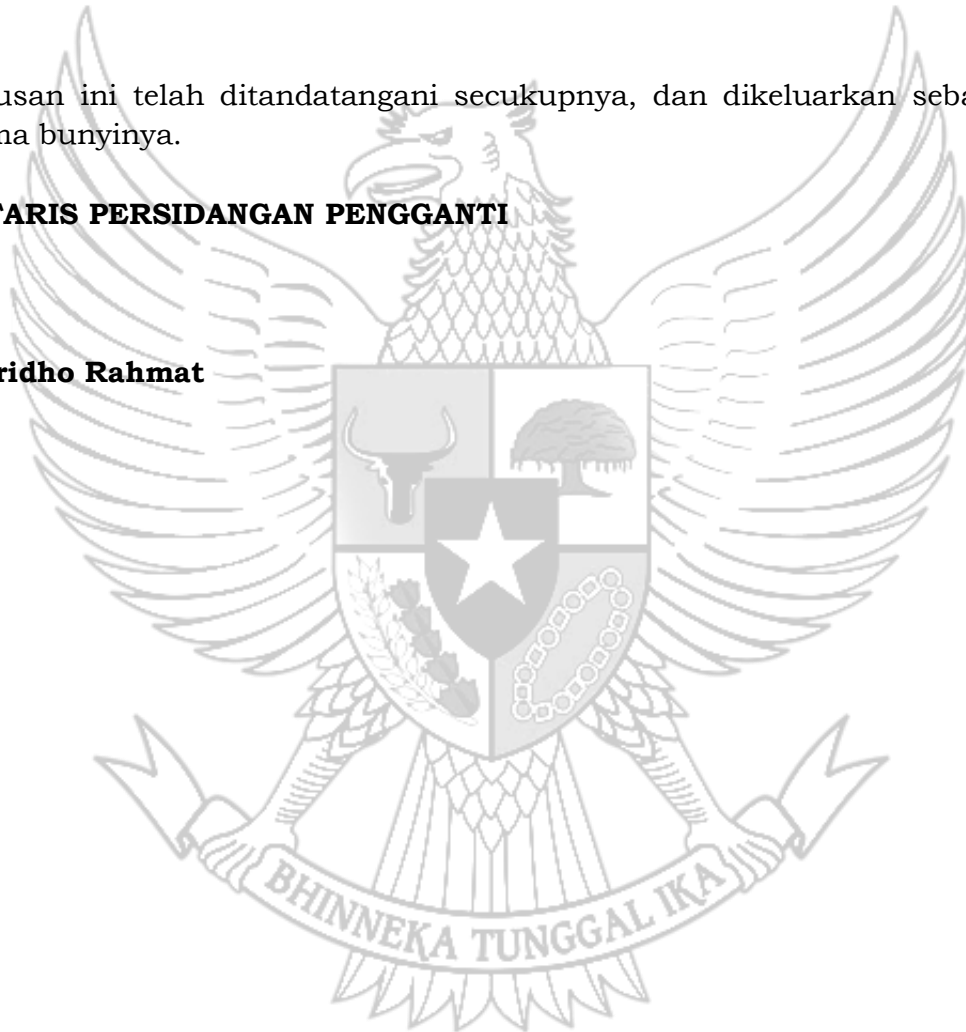 usan ini telah ditandatangani secukupnya, dan dikeluarkan seba
na bunyinya.
TARIS PERSIDANGAN PENGGANTI
ridho Rahmat
BHINNEKA TUNGGAL IKA